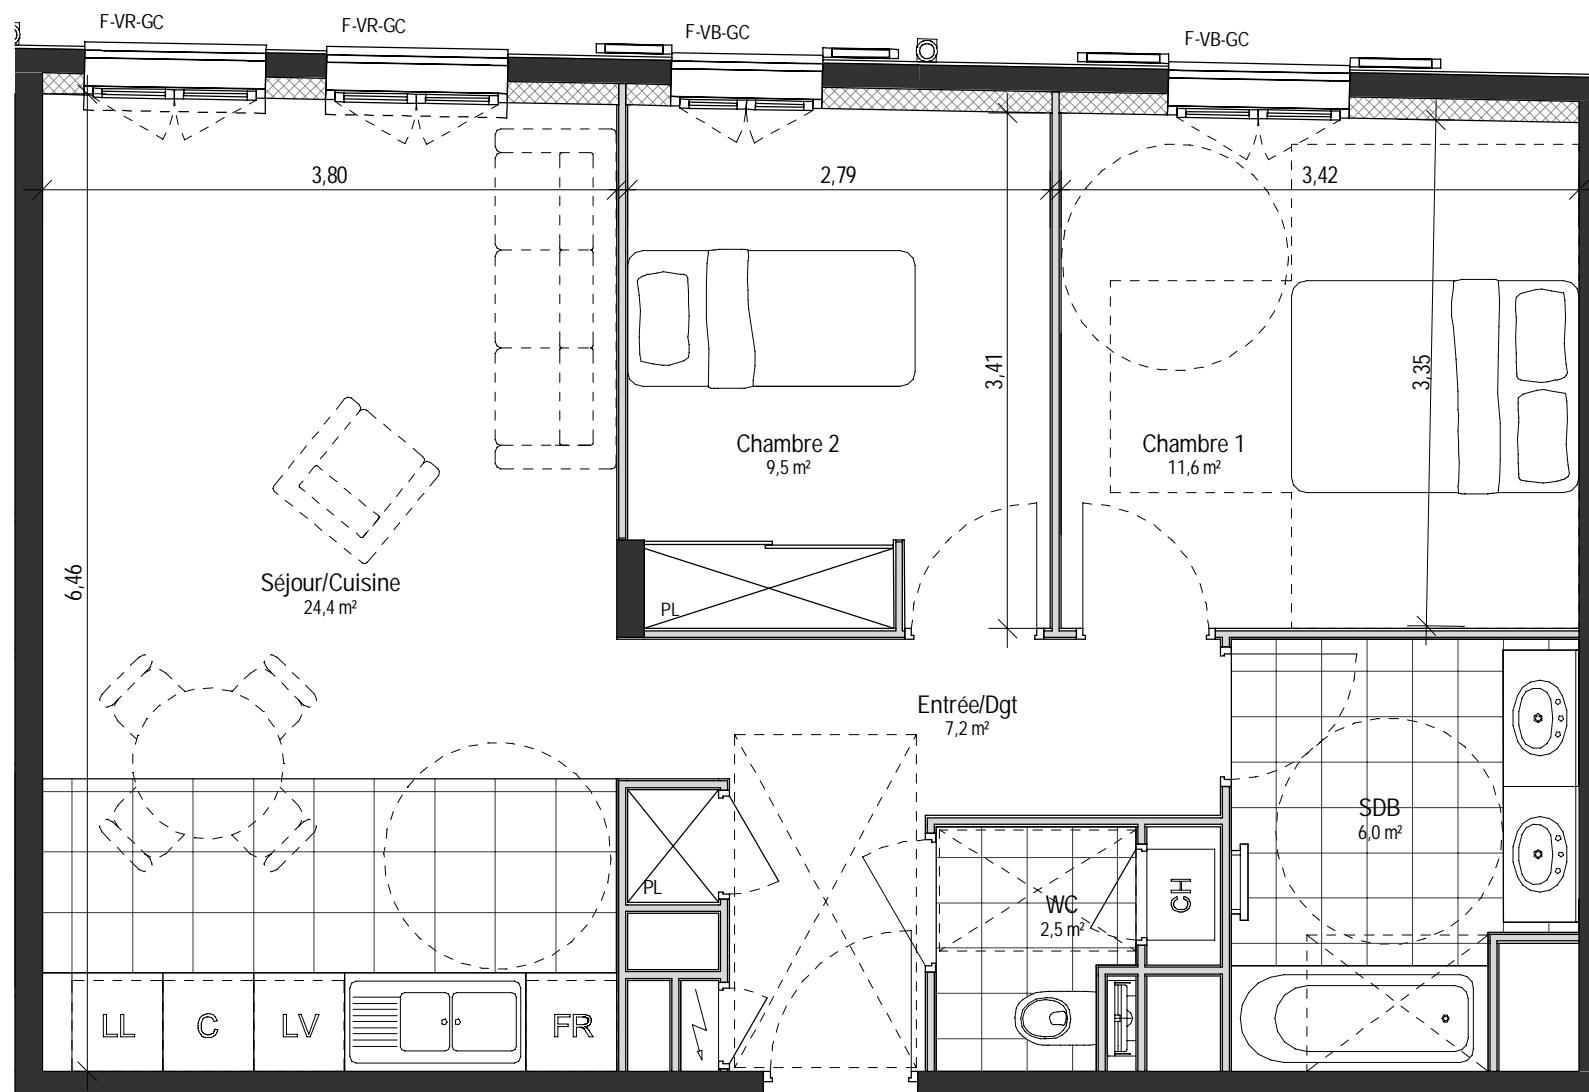 F-VR-GC
F-VR-GC
F-VB-GC
F-VB-GC
3,80
2,79
3,42
3,41
3,35
Chambre 2
9,5 m²
Chambre 1
11,6 m²
6,46
Séjour/Cuisine
24,4 m²
PL
Entrée/Dgt
7,2 m²
SDB
6,0 m²
PL
WC
2,5 m²
CH
LL
C
LV
FR